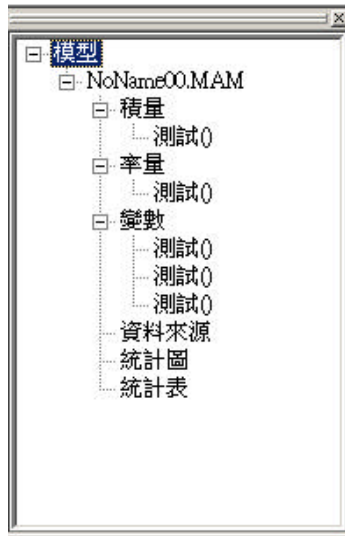 模型
NoName00.MAM
積量
測試()
率量
測試()
變數
測試()
測試()
測試()
資料來源
統計圖
統計表